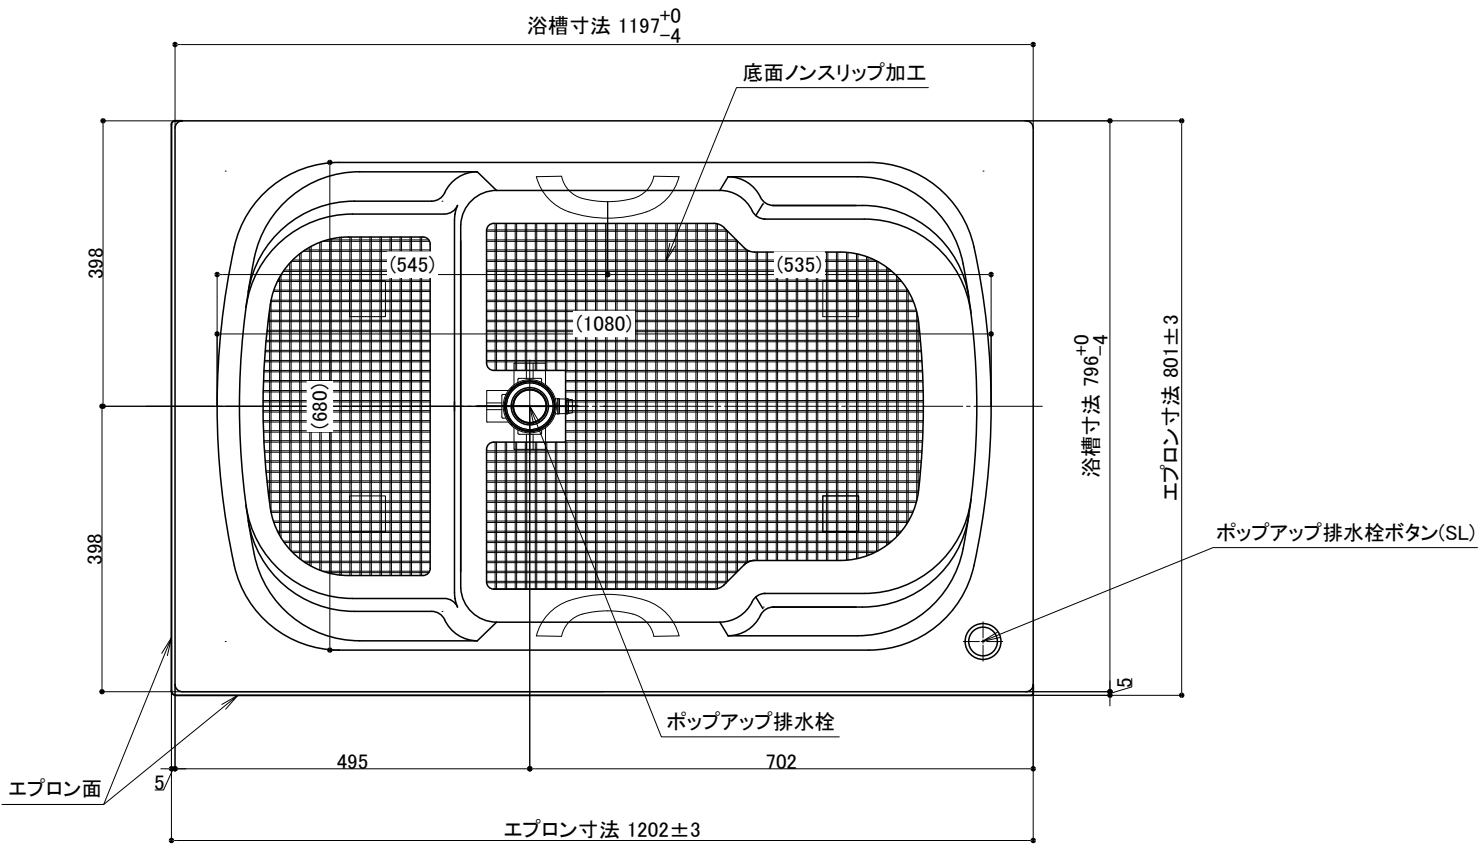 浴槽寸法 1197+0-4
底面ノンスリップ加工
398
(545)
(535)
(1080)
(680)
浴槽寸法 796+0-4
エプロン寸法 801±3
398
ポップアップ排水栓ボタン(SL)
5
ポップアップ排水栓
495
702
5
エプロン面
エプロン寸法 1202±3